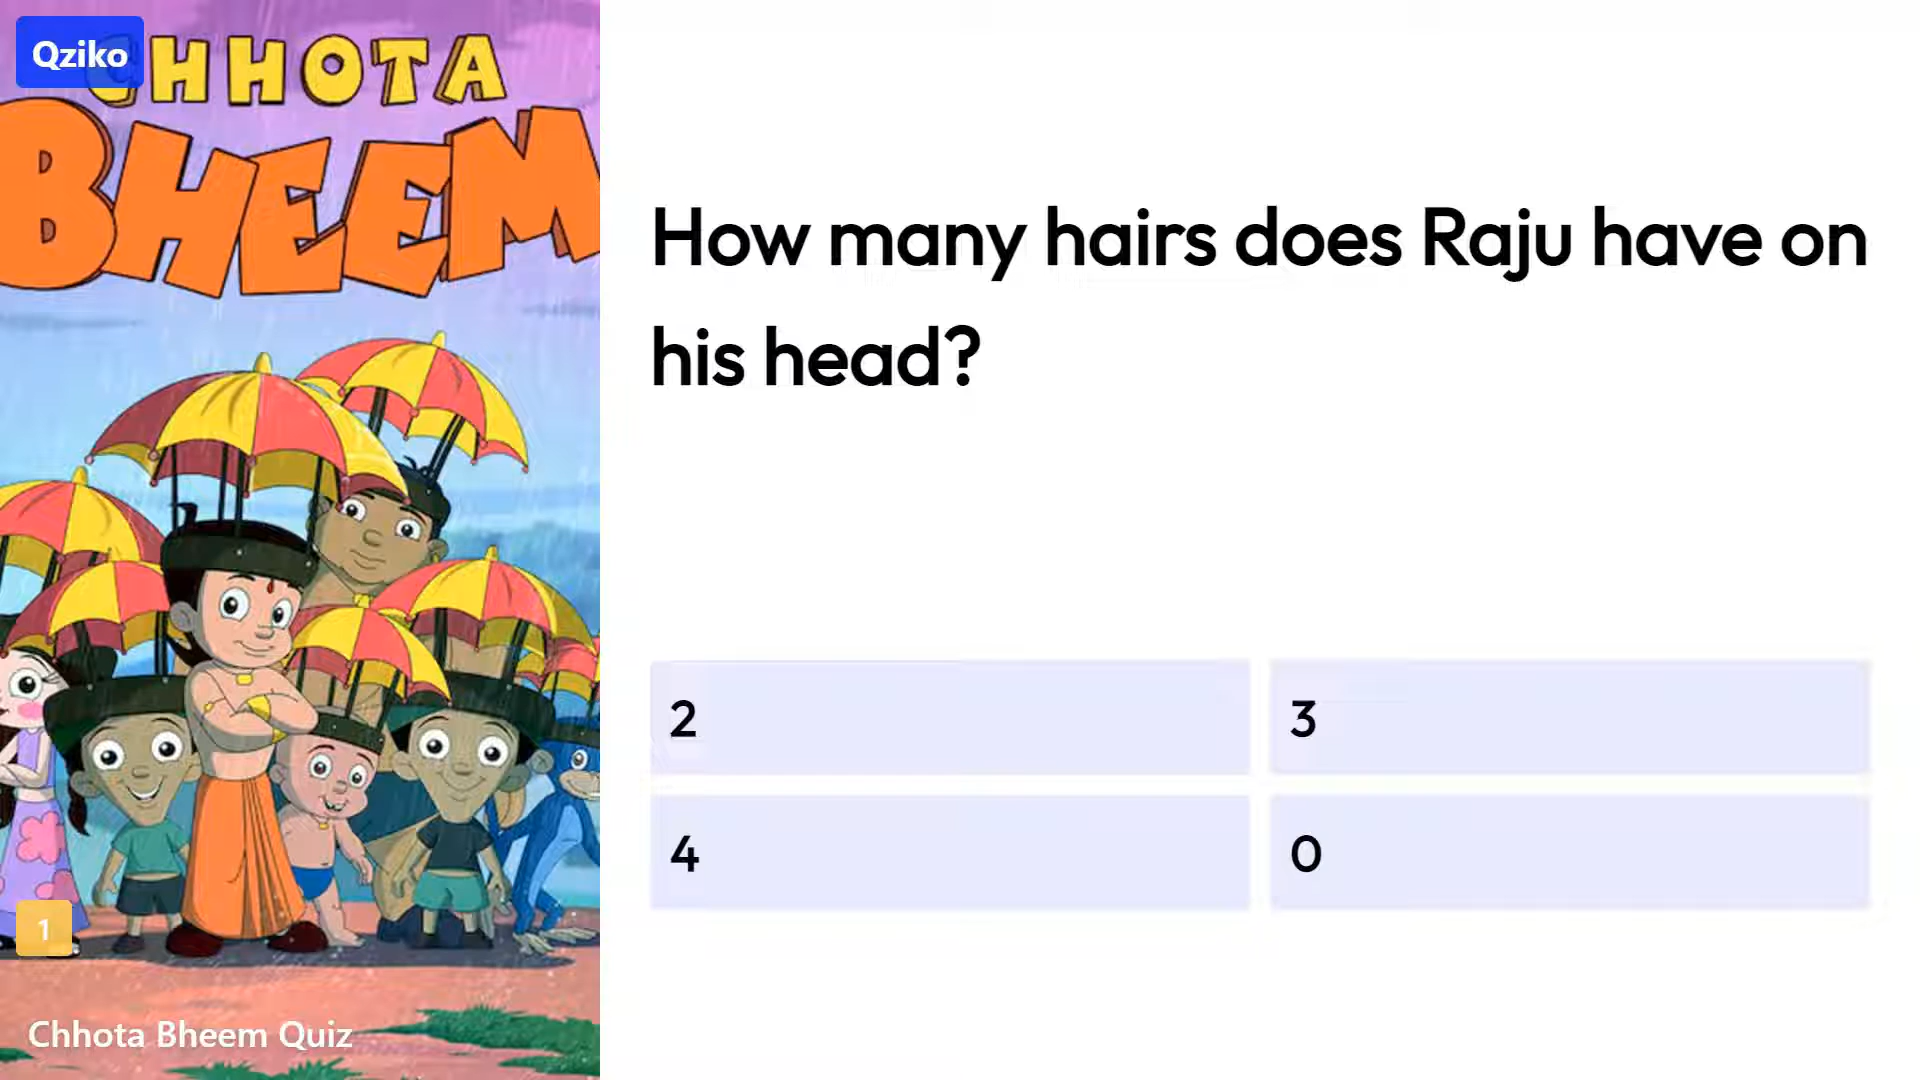 Qziko
CHHOTA
BHEEM
How many hairs does Raju have on
his head?
2
3
4
0
1
Chhota Bheem Quiz